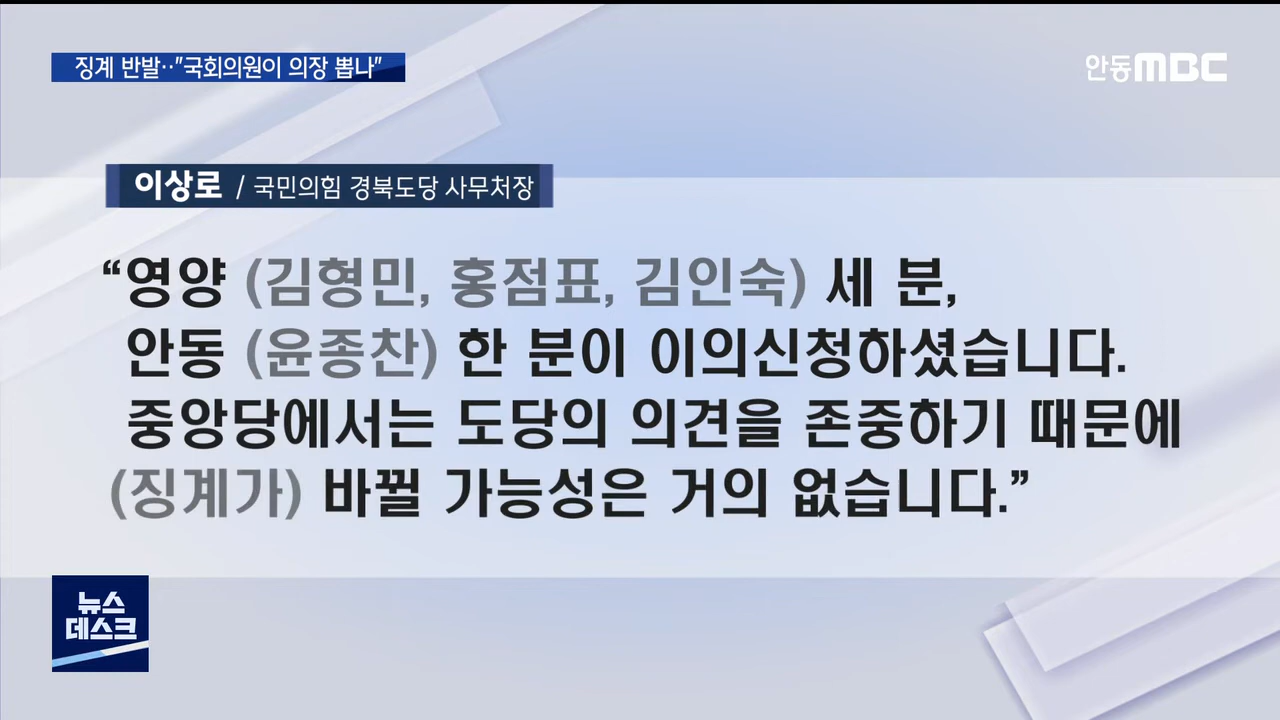 징계 반발··"국회의원이 의장 뽑나"
안동MBC
이상로 / 국민의힘 경북도당 사무처장
“영양 (김형민, 홍점표, 김인숙) 세 분,
안동 (윤종찬) 한 분이 이의신청하셨습니다.
중앙당에서는 도당의 의견을 존중하기 때문에
(징계가) 바뀔 가능성은 거의 없습니다.”
뉴스
데스크